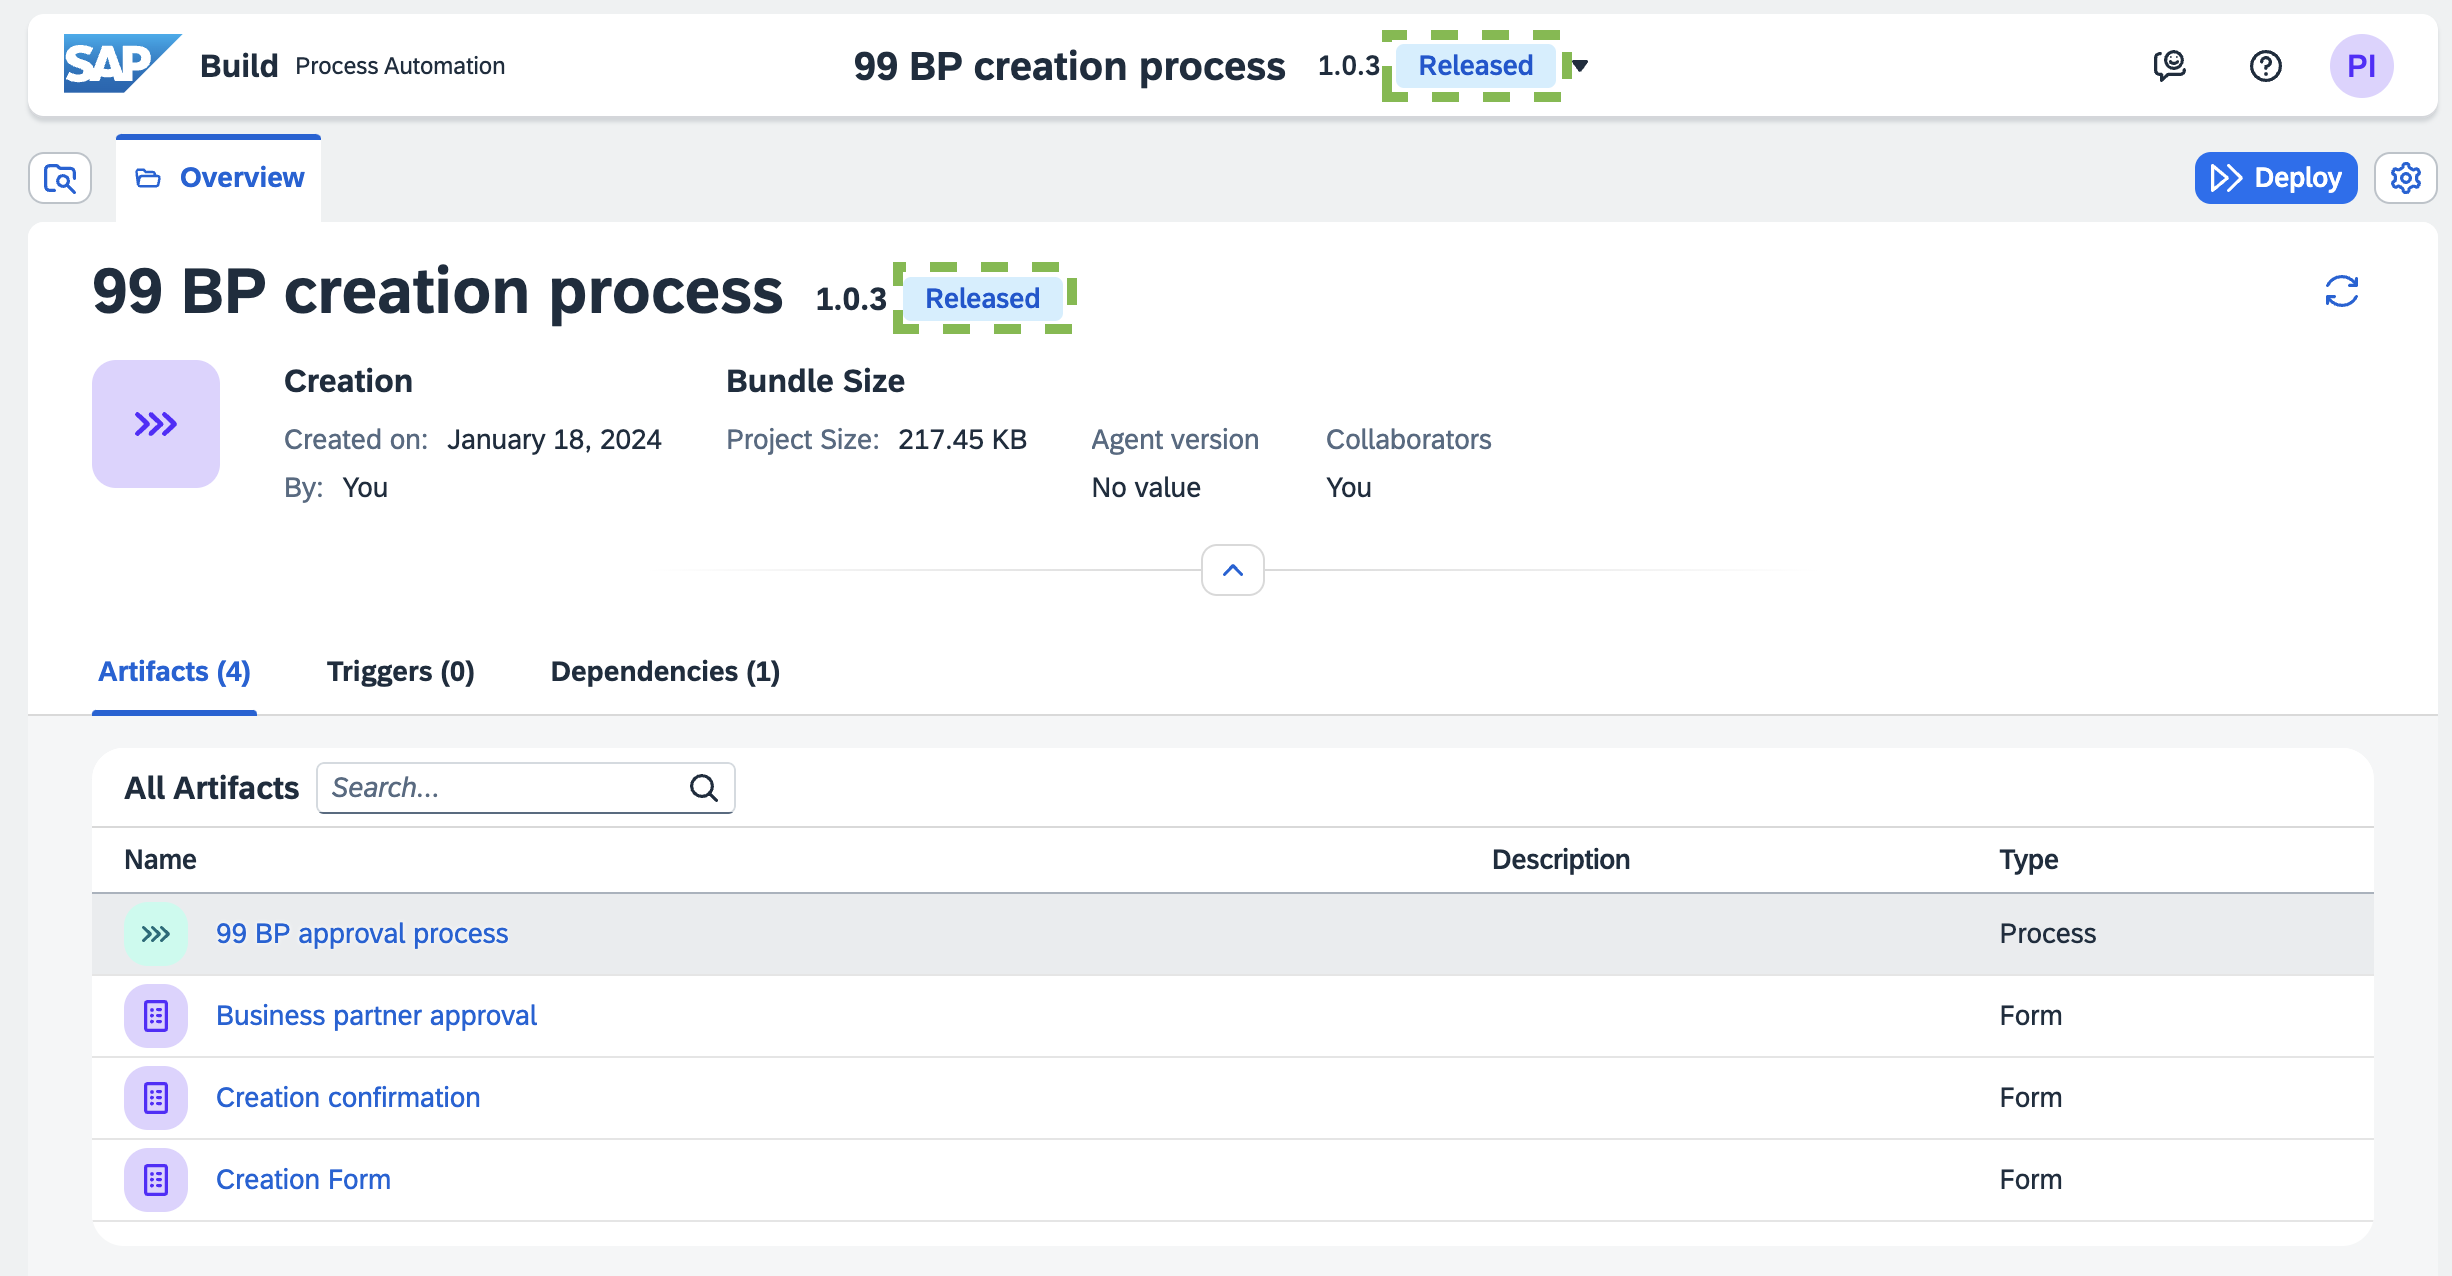 SAP Build Process Automation 99 BP creation process 1.0.3 Released PI
Overview Deploy
99 BP creation process 1.0.3 Released
Creation Bundle Size
Created on: January 18, 2024 Project Size: 217.45 KB Agent version Collaborators
By: You No value You
Artifacts (4) Triggers (0) Dependencies (1)
All Artifacts Search...
Name Description Type
99 BP approval process Process
Business partner approval Form
Creation confirmation Form
Creation Form Form